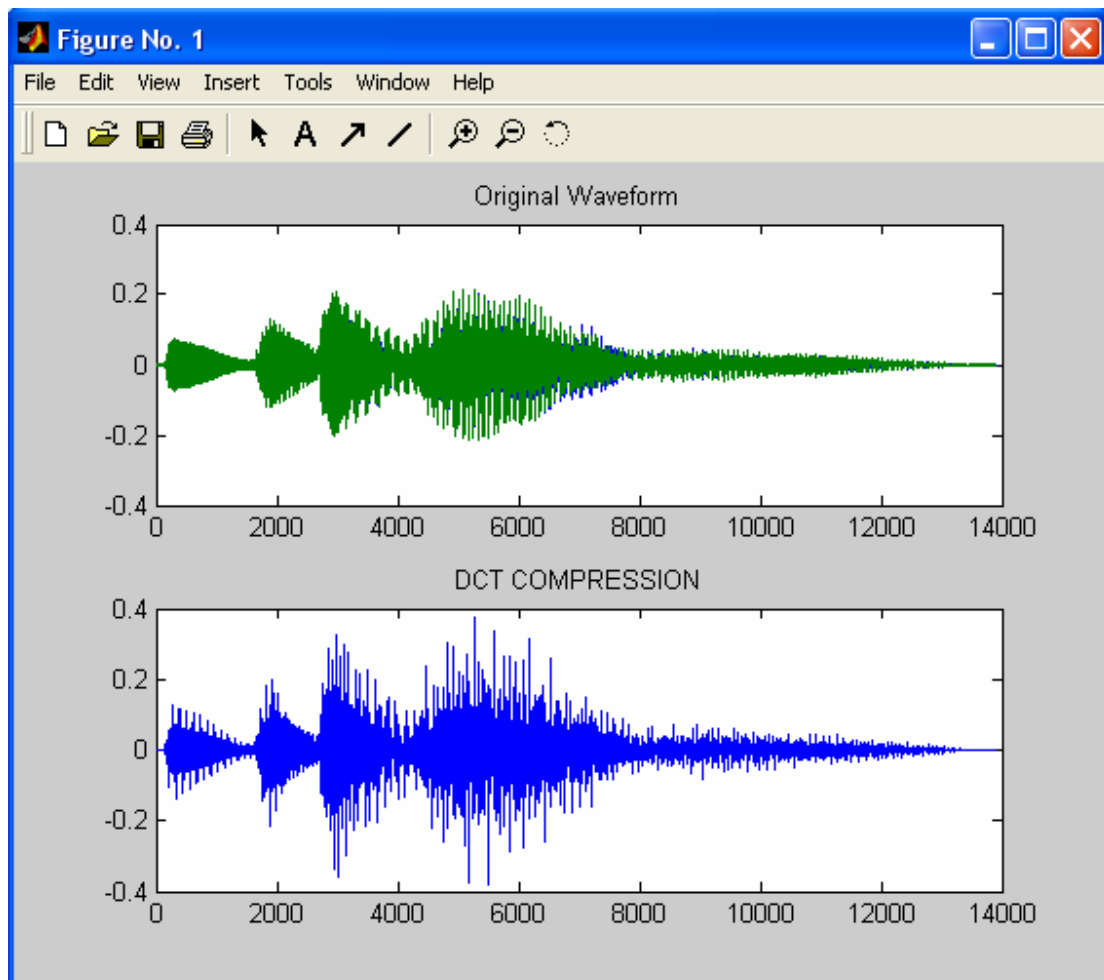 Figure No. 1
File Edit View Insert Tools Window Help
A
Original Waveform
0.4
0.2
0
-0.2
-0.4
0 2000 4000 6000 8000 10000 12000 14000
DCT COMPRESSION
0.4
0.2
0
-0.2
-0.4
0 2000 4000 6000 8000 10000 12000 14000